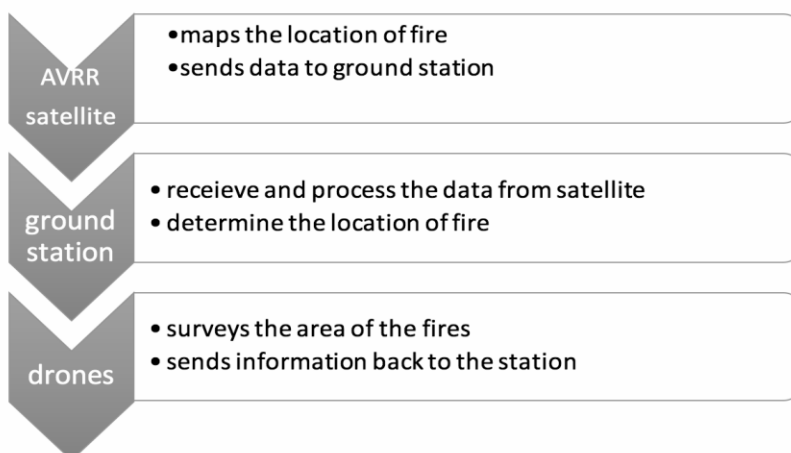 AVRR
satellite
•maps the location of fire
•sends data to ground station
ground
station
• receieve and process the data from satellite
• determine the location of fire
drones
• surveys the area of the fires
• sends information back to the station